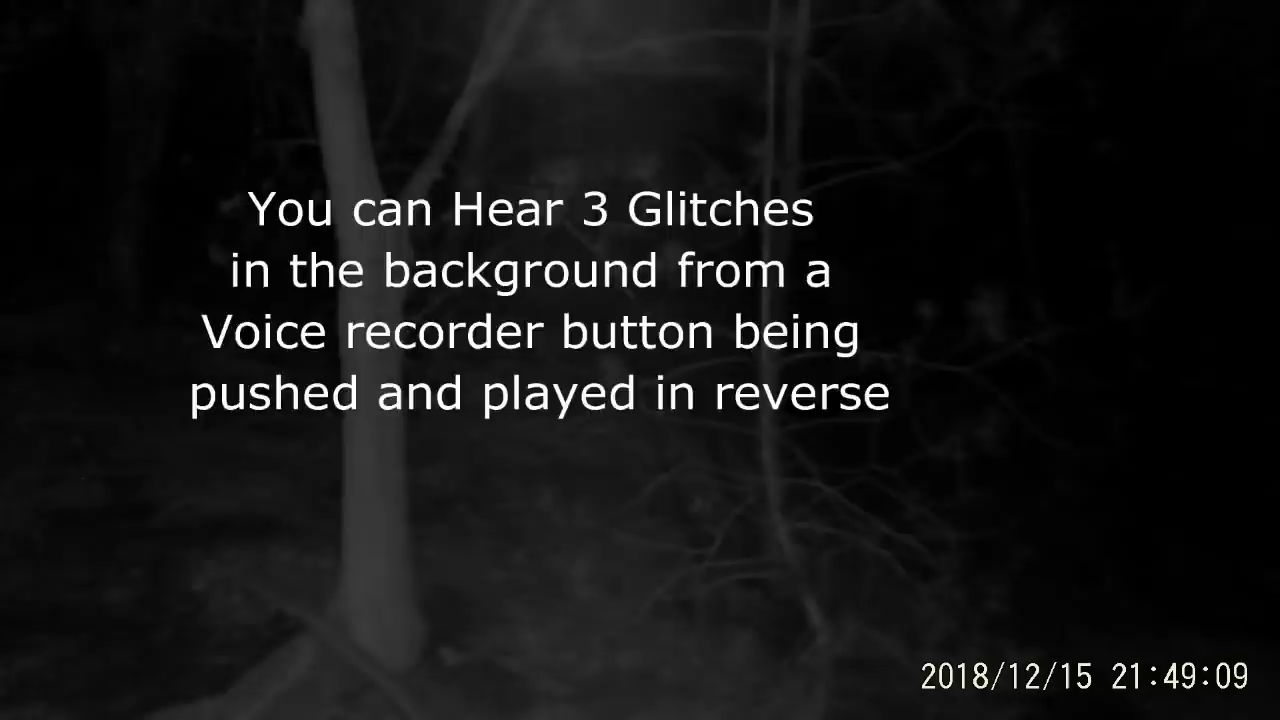 You can Hear 3 Glitches
in the background from a
Voice recorder button being
pushed and played in reverse
2018/12/15 21:49:09